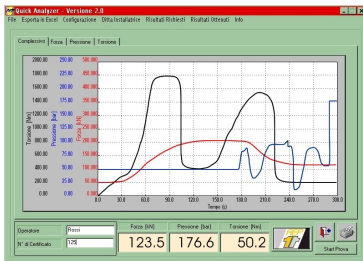 Quick Analyzer - Versione 2.0
File Esporta in Excel Configurazione Ditta Installatrice Risultati Richiesti Risultati Ottenuti Info
Complessivo Forza Pressione Torsione
2000.00 250.00 500.00
1800.00 225.00 450.00
1600.00 200.00 400.00
1400.00 175.00 350.00
1200.00 150.00 300.00
1000.00 125.00 250.00
800.00 100.00 200.00
600.00 75.00 150.00
400.00 50.00 100.00
200.00 25.00 50.00
0.00 0.00 0.00
Torsione [Nm]
Pressione [bar]
Forza [kN]
0.0 30.0 60.0 90.0 120.0 150.0 180.0 210.0 240.0 270.0 300.0
Tempo (s)
Operatore Rossi
N° di Certificato 125
Forza [kN] Pressione [bar] Torsione [Nm]
123.5 176.6 50.2
Start Prova